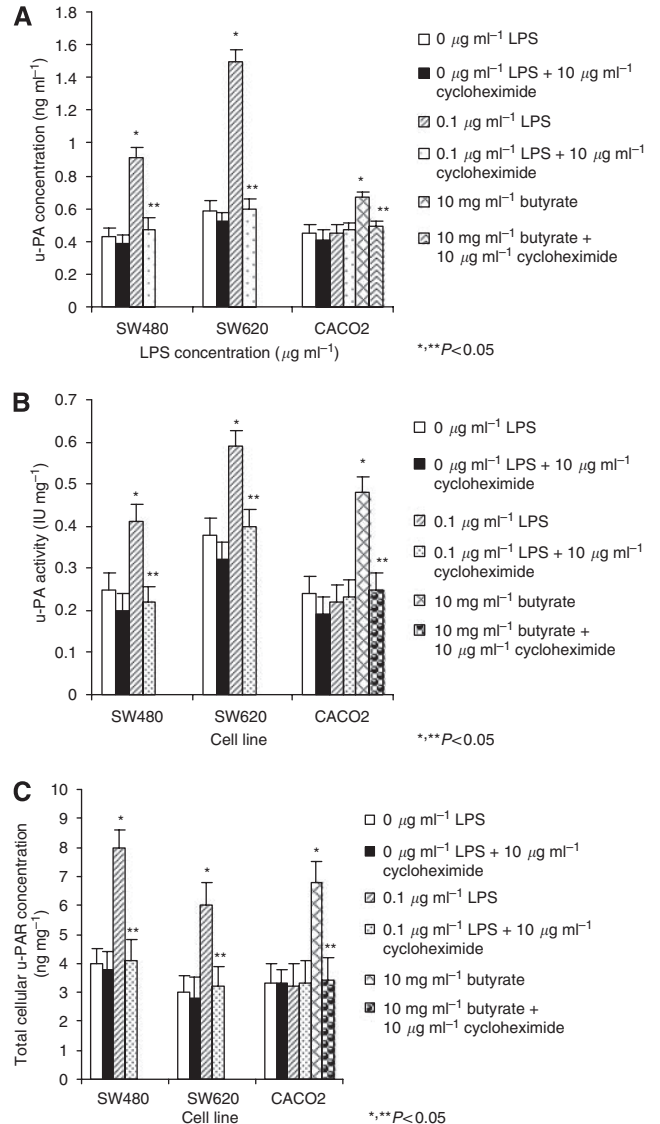 A
u-PA concentration (ng ml⁻¹)
1.8
1.6
1.4
1.2
1
0.8
0.6
0.4
0.2
0
*
**
*
**
*
**
SW480 SW620 CACO2
LPS concentration (μg ml⁻¹)
0 μg ml⁻¹ LPS
0 μg ml⁻¹ LPS + 10 μg ml⁻¹
cycloheximide
0.1 μg ml⁻¹ LPS
0.1 μg ml⁻¹ LPS + 10 μg ml⁻¹
cycloheximide
10 mg ml⁻¹ butyrate
10 mg ml⁻¹ butyrate +
10 μg ml⁻¹ cycloheximide
*,**P<0.05
B
u-PA activity (IU mg⁻¹)
0.7
0.6
0.5
0.4
0.3
0.2
0.1
0
*
**
*
**
*
**
SW480 SW620 CACO2
Cell line
0 μg ml⁻¹ LPS
0 μg ml⁻¹ LPS + 10 μg ml⁻¹
cycloheximide
0.1 μg ml⁻¹ LPS
0.1 μg ml⁻¹ LPS + 10 μg ml⁻¹
cycloheximide
10 mg ml⁻¹ butyrate
10 mg ml⁻¹ butyrate +
10 μg ml⁻¹ cycloheximide
*,**P<0.05
C
Total cellular u-PAR concentration
(ng mg⁻¹)
10
9
8
7
6
5
4
3
2
1
0
*
**
*
**
*
**
SW480 SW620 CACO2
Cell line
0 μg ml⁻¹ LPS
0 μg ml⁻¹ LPS + 10 μg ml⁻¹
cycloheximide
0.1 μg ml⁻¹ LPS
0.1 μg ml⁻¹ LPS + 10 μg ml⁻¹
cycloheximide
10 mg ml⁻¹ butyrate
10 mg ml⁻¹ butyrate +
10 μg ml⁻¹ cycloheximide
*,**P<0.05